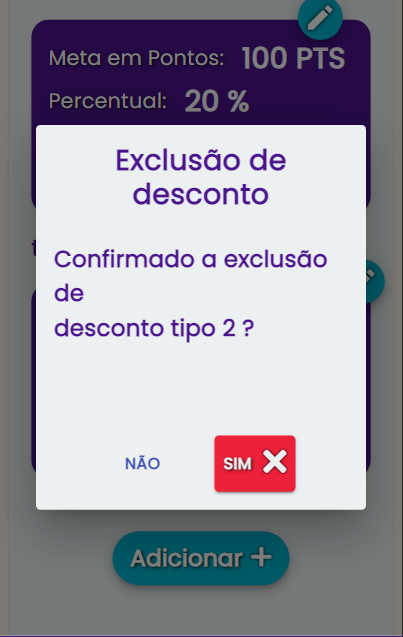 Meta em Pontos: 100 PTS
Percentual: 20 %
Exclusão de
desconto
Confirmado a exclusão
de
desconto tipo 2 ?
NÃO
SIM
Adicionar +